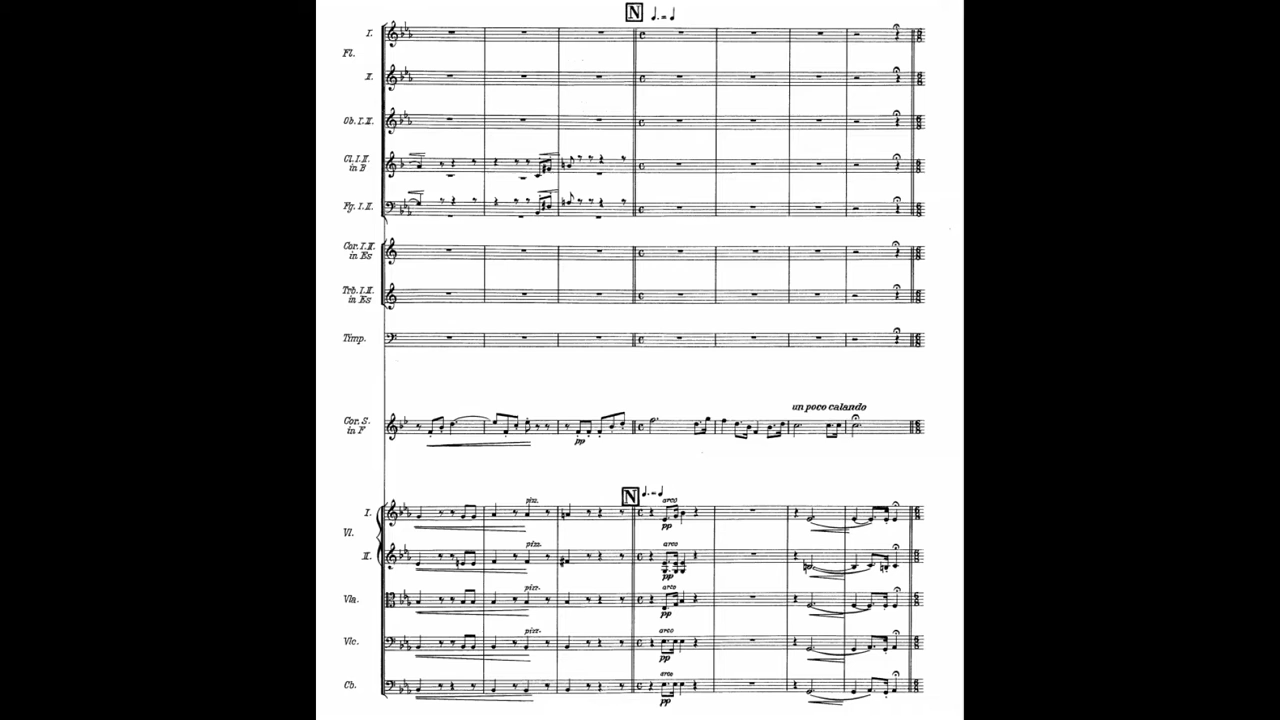 N
I.
Fl.
II.
Ob. I. II.
Cl. I. II.
in B
Fg. I. II.
Cor. I. II.
in Es
Trb. I. II.
in Es
Timp.
un poco calando
Cor. S.
in F
pp
N
pizz. arco
I.
pp
Vl.
pizz. arco
II.
pp
pizz. arco
Vla.
pp
pizz. arco
Vlc.
pp
arco
Cb.
pp